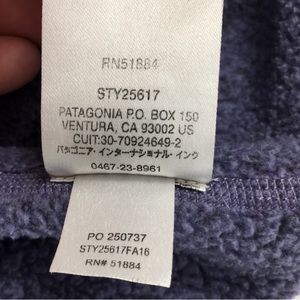 RN51884
STY25617
PATAGONIA P.O. BOX 150
VENTURA, CA 93002 US
CUIT:30-70924649-2
パタゴニア・インターナショナル・インク
0467-23-8961
PO 250737
STY25617FA16
RN# 51884